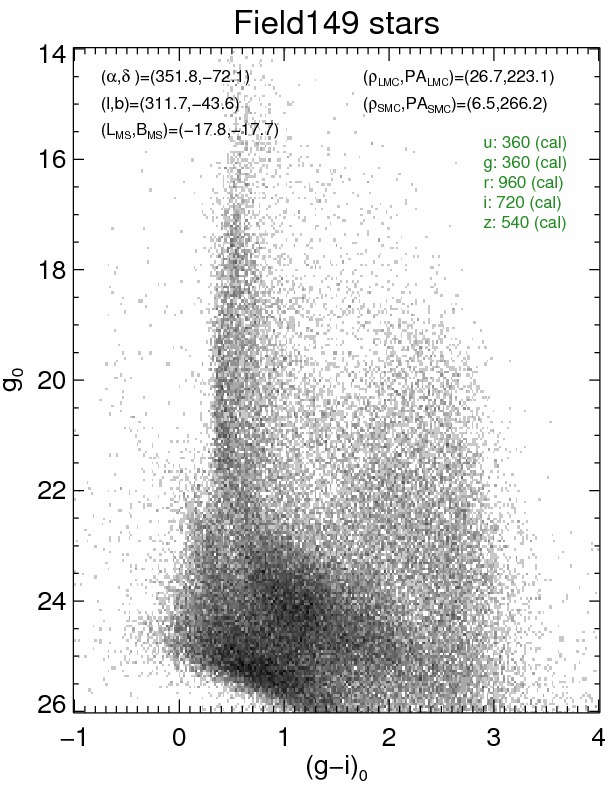 Field149 stars
(α,δ)=(351.8,−72.1)
(ρLMC,PALMC)=(26.7,223.1)
(l,b)=(311.7,−43.6)
(ρSMC,PASMC)=(6.5,266.2)
(LMS,BMS)=(−17.8,−17.7)
u: 360 (cal)
g: 360 (cal)
r: 960 (cal)
i: 720 (cal)
z: 540 (cal)
14
16
18
20
22
24
26
g0
−1 0 1 2 3 4
(g−i)0